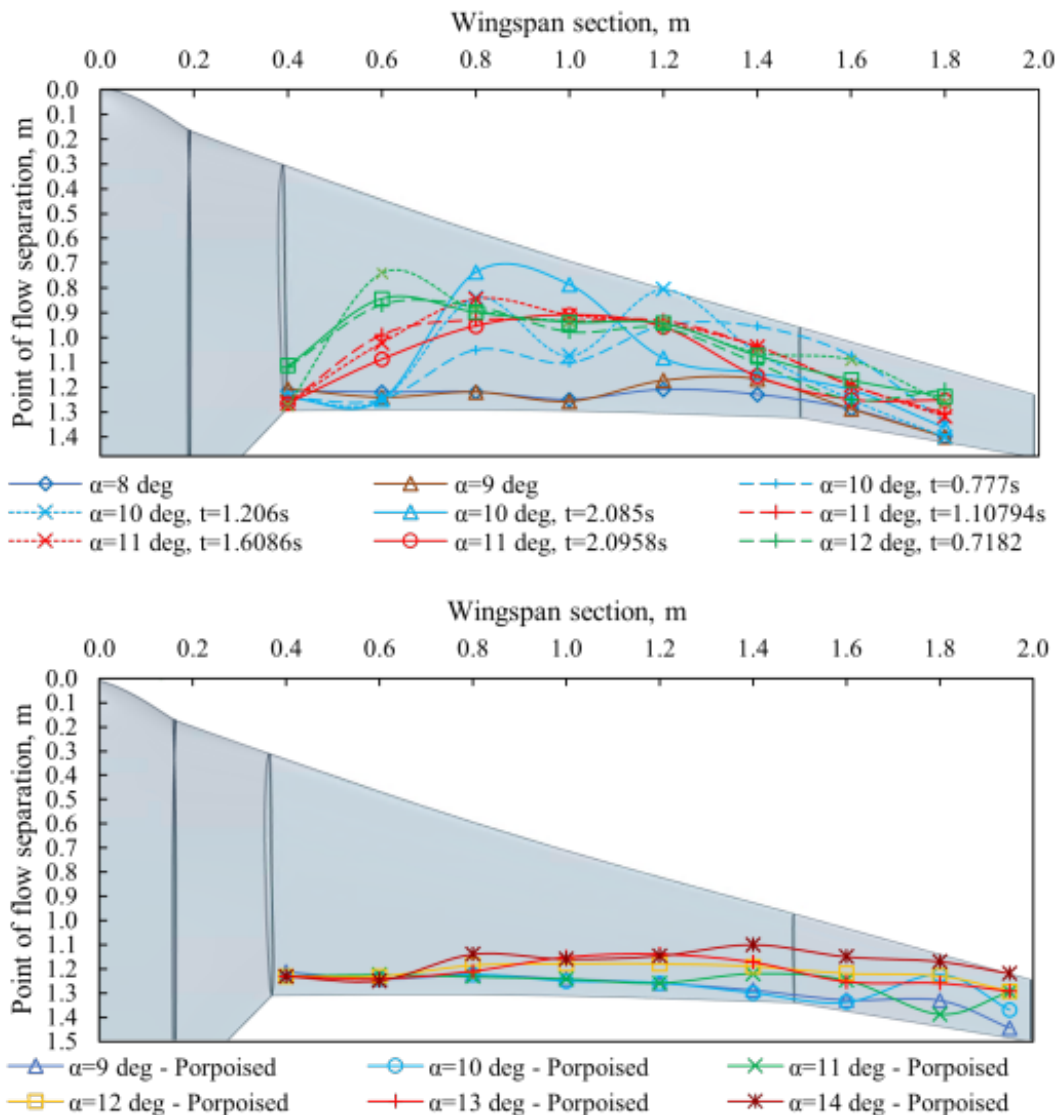 Wingspan section, m
0.0 0.2 0.4 0.6 0.8 1.0 1.2 1.4 1.6 1.8 2.0
Point of flow separation, m
0.0
0.1
0.2
0.3
0.4
0.5
0.6
0.7
0.8
0.9
1.0
1.1
1.2
1.3
1.4
α=8 deg α=9 deg α=10 deg, t=0.777s
α=10 deg, t=1.206s α=10 deg, t=2.085s α=11 deg, t=1.10794s
α=11 deg, t=1.6086s α=11 deg, t=2.0958s α=12 deg, t=0.7182
Wingspan section, m
0.0 0.2 0.4 0.6 0.8 1.0 1.2 1.4 1.6 1.8 2.0
Point of flow separation, m
0.0
0.1
0.2
0.3
0.4
0.5
0.6
0.7
0.8
0.9
1.0
1.1
1.2
1.3
1.4
1.5
α=9 deg - Porpoised α=10 deg - Porpoised α=11 deg - Porpoised
α=12 deg - Porpoised α=13 deg - Porpoised α=14 deg - Porpoised